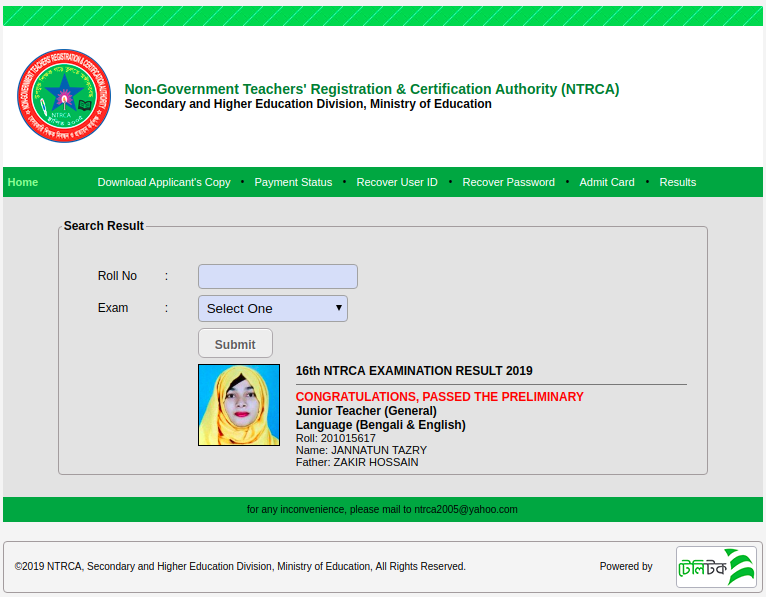 NON-GOVERNMENT TEACHERS' REGISTRATION & CERTIFICATION AUTHORITY
NTRCA
Non-Government Teachers' Registration & Certification Authority (NTRCA)
Secondary and Higher Education Division, Ministry of Education
Home Download Applicant's Copy • Payment Status • Recover User ID • Recover Password • Admit Card • Results
Search Result
Roll No :
Exam : Select One
Submit
16th NTRCA EXAMINATION RESULT 2019
CONGRATULATIONS, PASSED THE PRELIMINARY
Junior Teacher (General)
Language (Bengali & English)
Roll: 201015617
Name: JANNATUN TAZRY
Father: ZAKIR HOSSAIN
for any inconvenience, please mail to ntrca2005@yahoo.com
©2019 NTRCA, Secondary and Higher Education Division, Ministry of Education, All Rights Reserved. Powered by টেলিটক